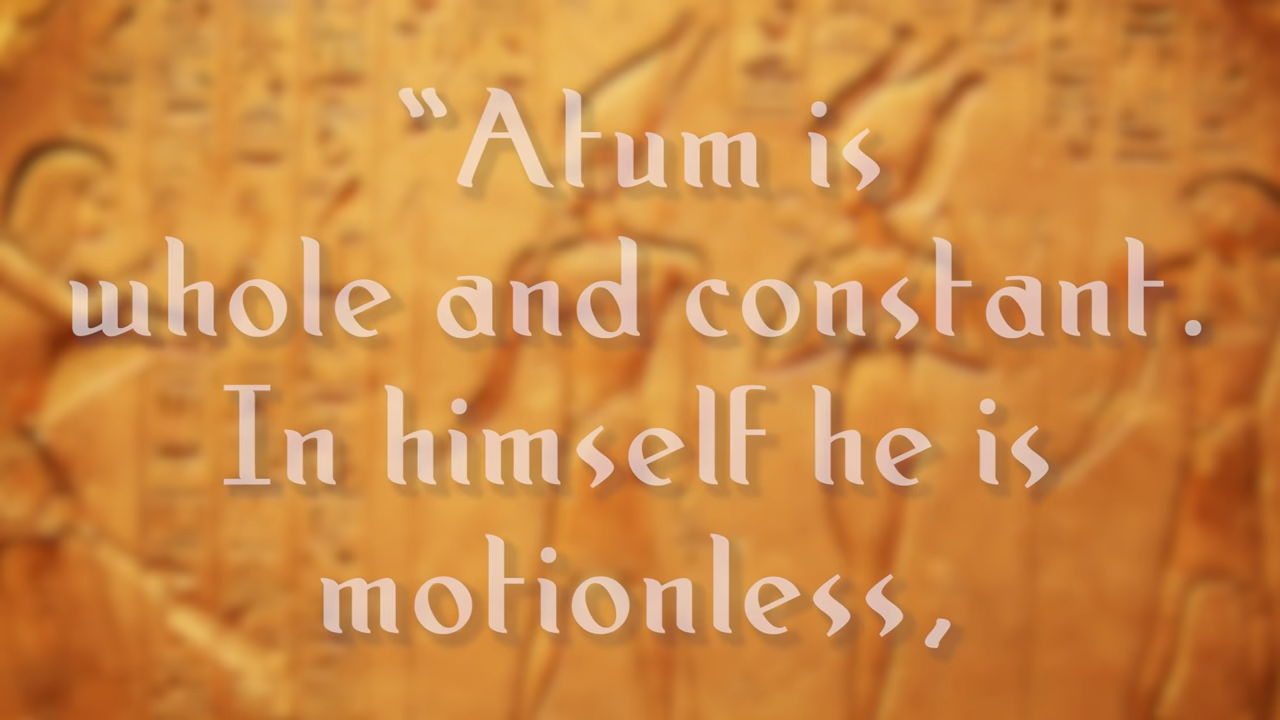 “Atum is
whole and constant.
In himself he is
motionless,